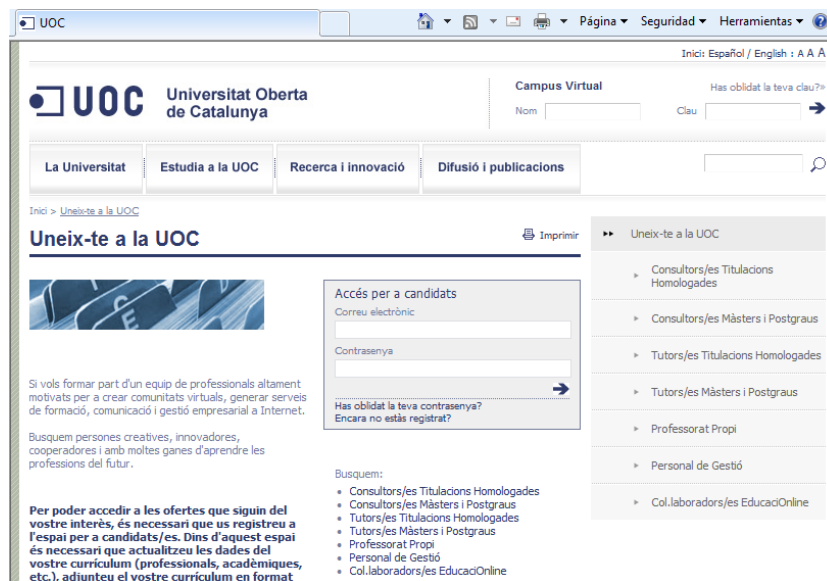 UOC
Página Seguridad Herramientas
Inici: Español / English : A A A
UOC Universitat Oberta
de Catalunya
Campus Virtual
Has oblidat la teva clau?»
Nom
Clau
La Universitat
Estudia a la UOC
Recerca i innovació
Difusió i publicacions
Inici > Uneix-te a la UOC
Uneix-te a la UOC
Imprimir
Si vols formar part d'un equip de professionals altament
motivats per a crear comunitats virtuals, generar serveis
de formació, comunicació i gestió empresarial a Internet.
Busquem persones creatives, innovadores,
cooperadores i amb moltes ganes d'aprendre les
professions del futur.
Per poder accedir a les ofertes que siguin del
vostre interès, és necessari que us registreu a
l'espai per a candidats/es. Dins d'aquest espai
és necessari que actualitzeu les dades del
vostre currículum (professionals, acadèmiques,
etc.), adjunteu el vostre currículum en format
Accés per a candidats
Correu electrònic
Contrasenya
Has oblidat la teva contrasenya?
Encara no estàs registrat?
Busquem:
Consultors/es Titulacions Homologades
Consultors/es Màsters i Postgraus
Tutors/es Titulacions Homologades
Tutors/es Màsters i Postgraus
Professorat Propi
Personal de Gestió
Col.laboradors/es EducaciOnline
Uneix-te a la UOC
Consultors/es Titulacions
Homologades
Consultors/es Màsters i Postgraus
Tutors/es Titulacions Homologades
Tutors/es Màsters i Postgraus
Professorat Propi
Personal de Gestió
Col.laboradors/es EducaciOnline